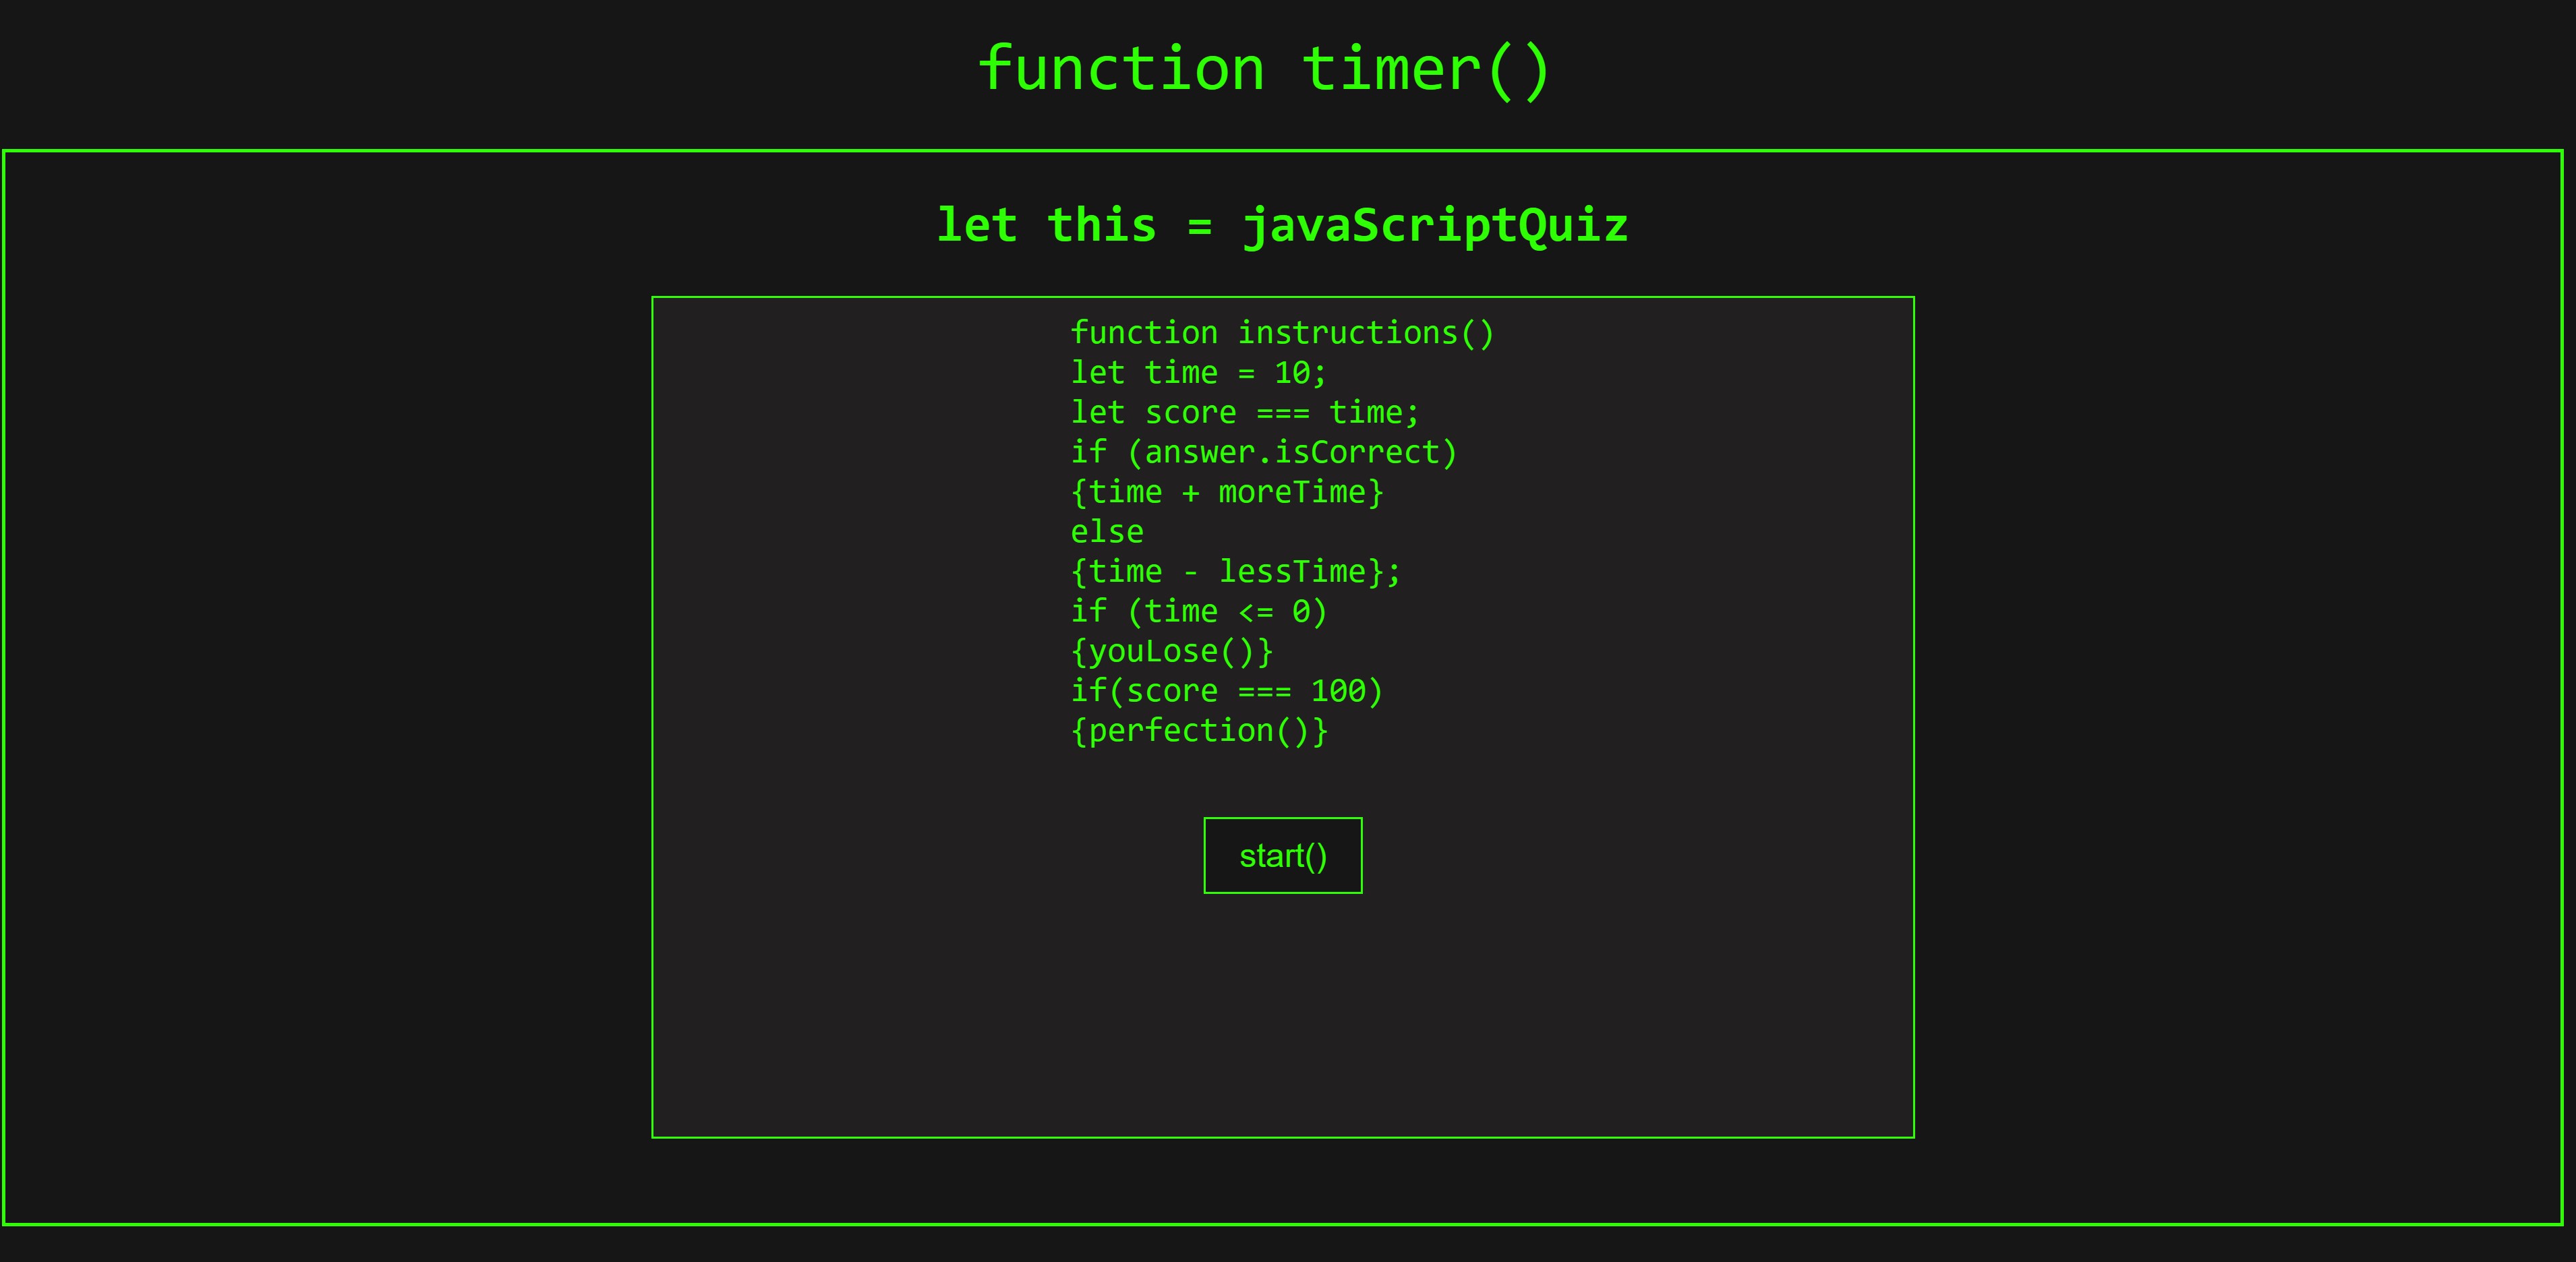 function timer()
let this = javaScriptQuiz
function instructions()
let time = 10;
let score === time;
if (answer.isCorrect)
{time + moreTime}
else
{time - lessTime};
if (time <= 0)
{youLose()}
if(score === 100)
{perfection()}
start()